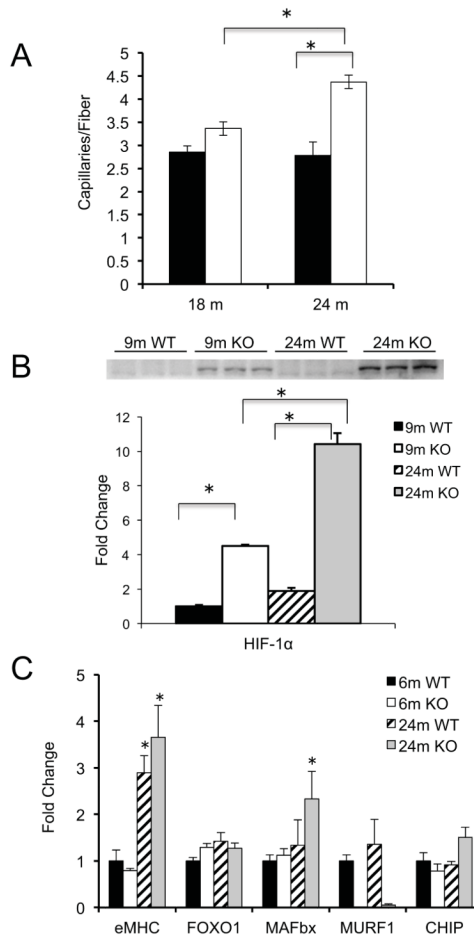 A
*
*
Capillaries/Fiber
5
4.5
4
3.5
3
2.5
2
1.5
1
0.5
0
18 m
24 m
9m WT 9m KO 24m WT 24m KO
B
*
*
*
Fold Change
12
10
8
6
4
2
0
9m WT
9m KO
24m WT
24m KO
HIF-1α
C
Fold Change
5
4
3
2
1
0
6m WT
6m KO
24m WT
24m KO
*
*
*
eMHC FOXO1 MAFbx MURF1 CHIP